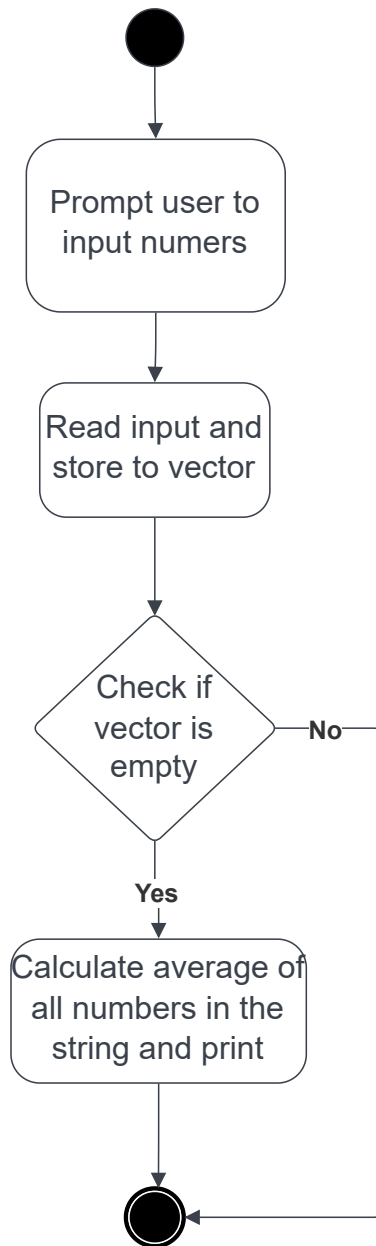 Prompt user to
input numers
Read input and
store to vector
Check if
vector is
empty
No
Yes
Calculate average of
all numbers in the
string and print